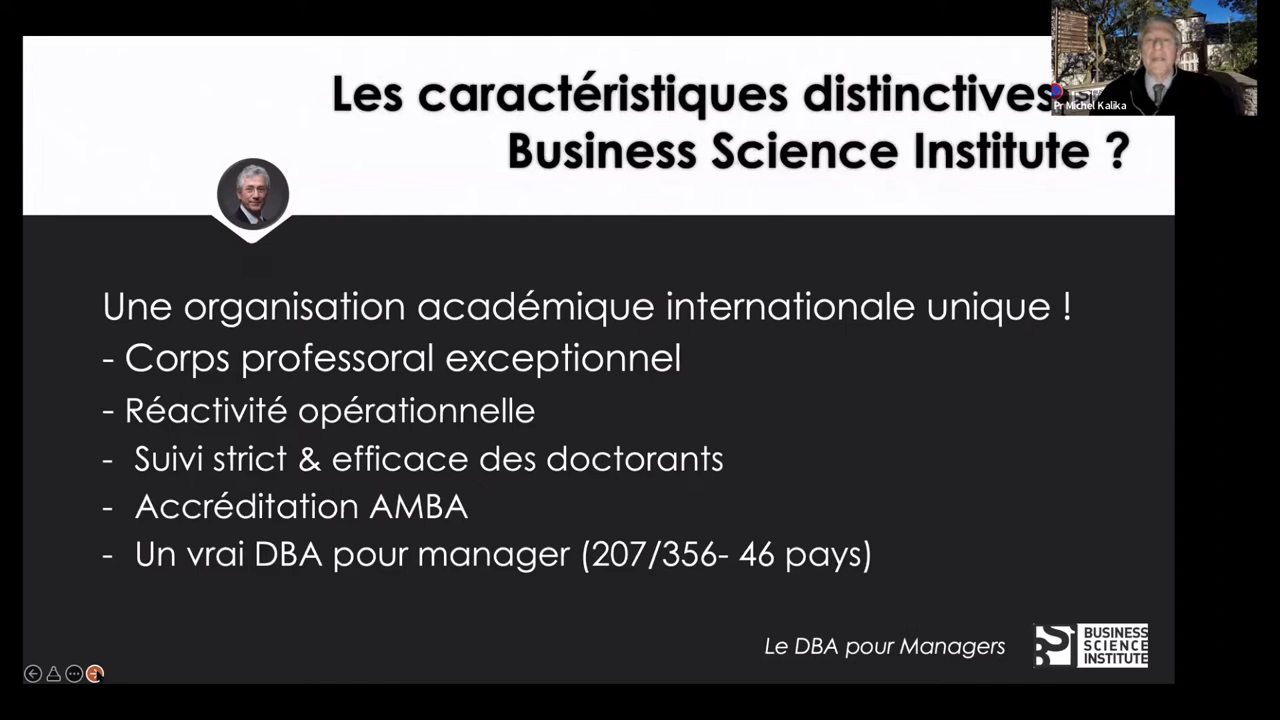 Les caractéristiques distinctives
Business Science Institute ?
Pr Michel Kalika
Une organisation académique internationale unique !
- Corps professoral exceptionnel
- Réactivité opérationnelle
- Suivi strict & efficace des doctorants
- Accréditation AMBA
- Un vrai DBA pour manager (207/356- 46 pays)
Le DBA pour Managers
BUSINESS
SCIENCE
INSTITUTE